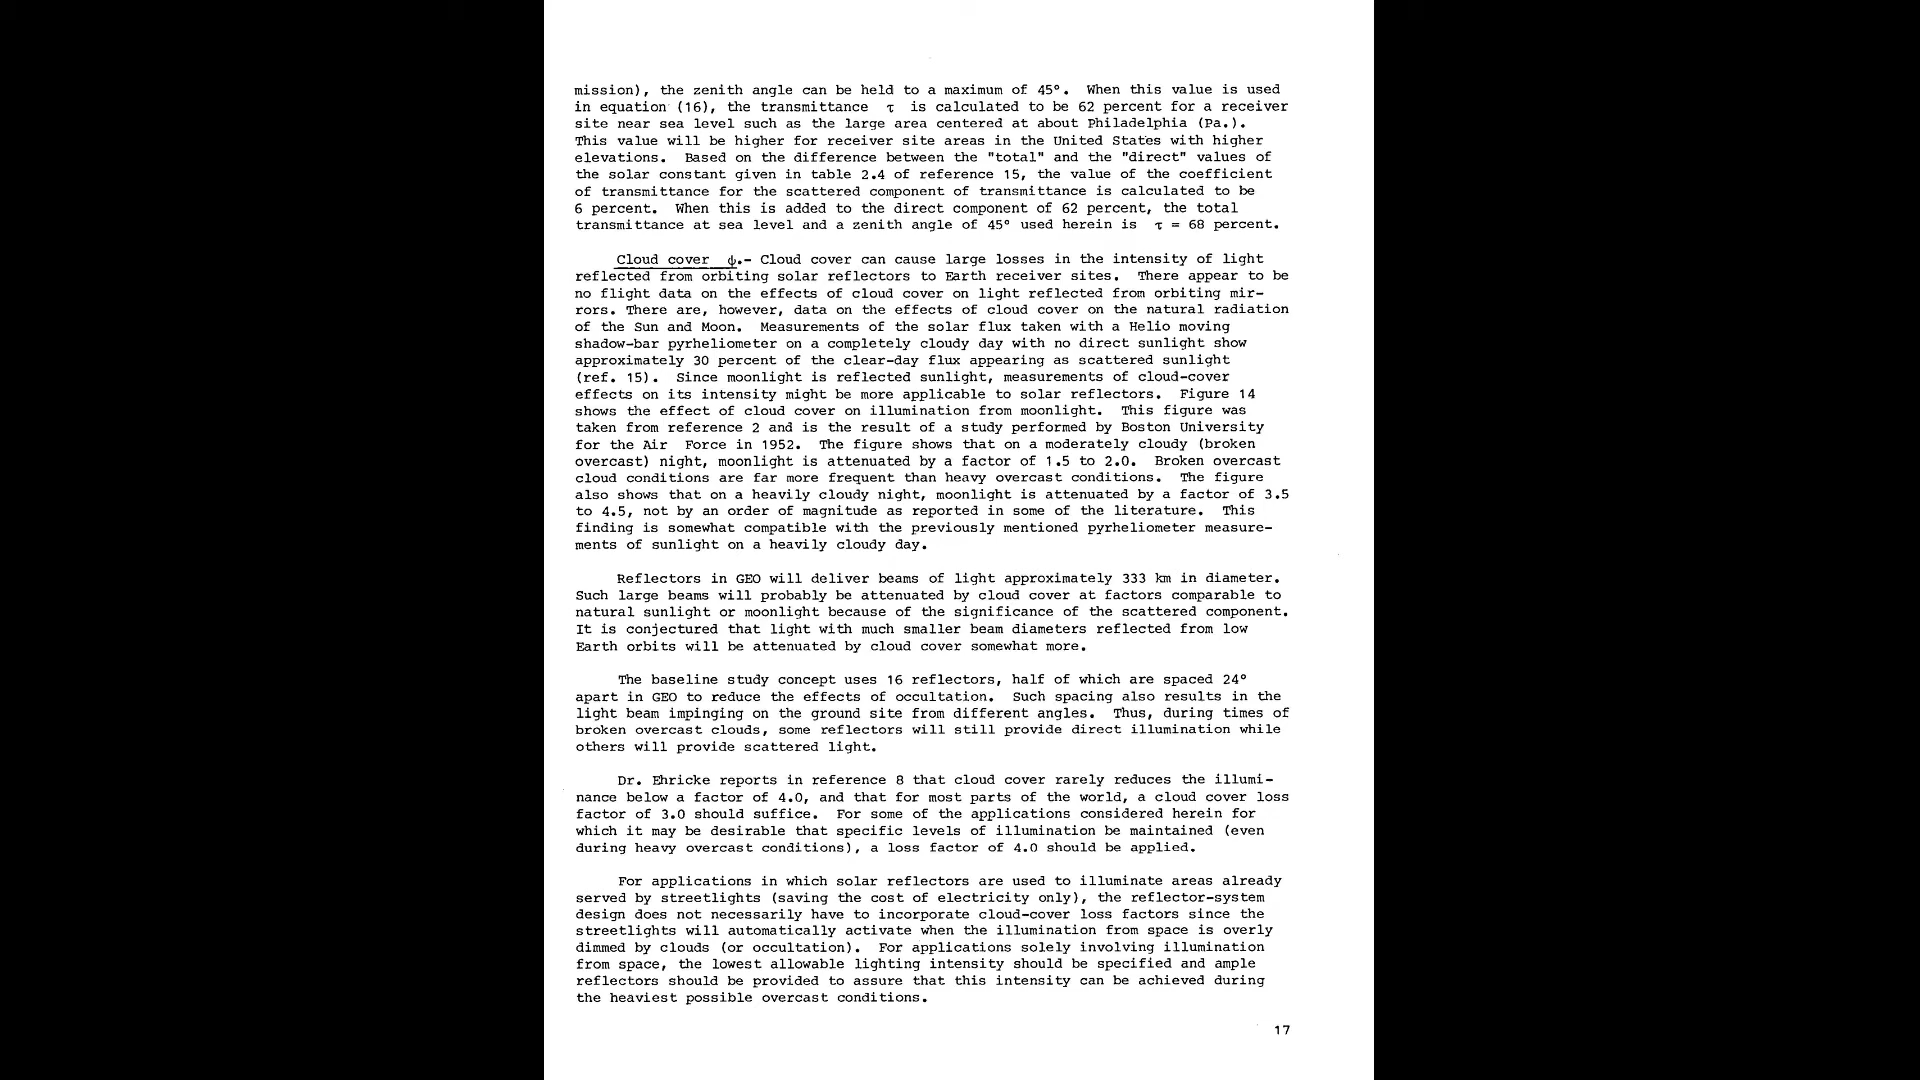 mission), the zenith angle can be held to a maximum of 45°. When this value is used
in equation (16), the transmittance τ is calculated to be 62 percent for a receiver
site near sea level such as the large area centered at about Philadelphia (Pa.).
This value will be higher for receiver site areas in the United States with higher
elevations. Based on the difference between the "total" and the "direct" values of
the solar constant given in table 2.4 of reference 15, the value of the coefficient
of transmittance for the scattered component of transmittance is calculated to be
6 percent. When this is added to the direct component of 62 percent, the total
transmittance at sea level and a zenith angle of 45° used herein is τ = 68 percent.
Cloud cover ψ.- Cloud cover can cause large losses in the intensity of light
reflected from orbiting solar reflectors to Earth receiver sites. There appear to be
no flight data on the effects of cloud cover on light reflected from orbiting mir-
rors. There are, however, data on the effects of cloud cover on the natural radiation
of the Sun and Moon. Measurements of the solar flux taken with a Helio moving
shadow-bar pyrheliometer on a completely cloudy day with no direct sunlight show
approximately 30 percent of the clear-day flux appearing as scattered sunlight
(ref. 15). Since moonlight is reflected sunlight, measurements of cloud-cover
effects on its intensity might be more applicable to solar reflectors. Figure 14
shows the effect of cloud cover on illumination from moonlight. This figure was
taken from reference 2 and is the result of a study performed by Boston University
for the Air Force in 1952. The figure shows that on a moderately cloudy (broken
overcast) night, moonlight is attenuated by a factor of 1.5 to 2.0. Broken overcast
cloud conditions are far more frequent than heavy overcast conditions. The figure
also shows that on a heavily cloudy night, moonlight is attenuated by a factor of 3.5
to 4.5, not by an order of magnitude as reported in some of the literature. This
finding is somewhat compatible with the previously mentioned pyrheliometer measure-
ments of sunlight on a heavily cloudy day.
Reflectors in GEO will deliver beams of light approximately 333 km in diameter.
Such large beams will probably be attenuated by cloud cover at factors comparable to
natural sunlight or moonlight because of the significance of the scattered component.
It is conjectured that light with much smaller beam diameters reflected from low
Earth orbits will be attenuated by cloud cover somewhat more.
The baseline study concept uses 16 reflectors, half of which are spaced 24°
apart in GEO to reduce the effects of occultation. Such spacing also results in the
light beam impinging on the ground site from different angles. Thus, during times of
broken overcast clouds, some reflectors will still provide direct illumination while
others will provide scattered light.
Dr. Ehricke reports in reference 8 that cloud cover rarely reduces the illumi-
nance below a factor of 4.0, and that for most parts of the world, a cloud cover loss
factor of 3.0 should suffice. For some of the applications considered herein for
which it may be desirable that specific levels of illumination be maintained (even
during heavy overcast conditions), a loss factor of 4.0 should be applied.
For applications in which solar reflectors are used to illuminate areas already
served by streetlights (saving the cost of electricity only), the reflector-system
design does not necessarily have to incorporate cloud-cover loss factors since the
streetlights will automatically activate when the illumination from space is overly
dimmed by clouds (or occultation). For applications solely involving illumination
from space, the lowest allowable lighting intensity should be specified and ample
reflectors should be provided to assure that this intensity can be achieved during
the heaviest possible overcast conditions.
17